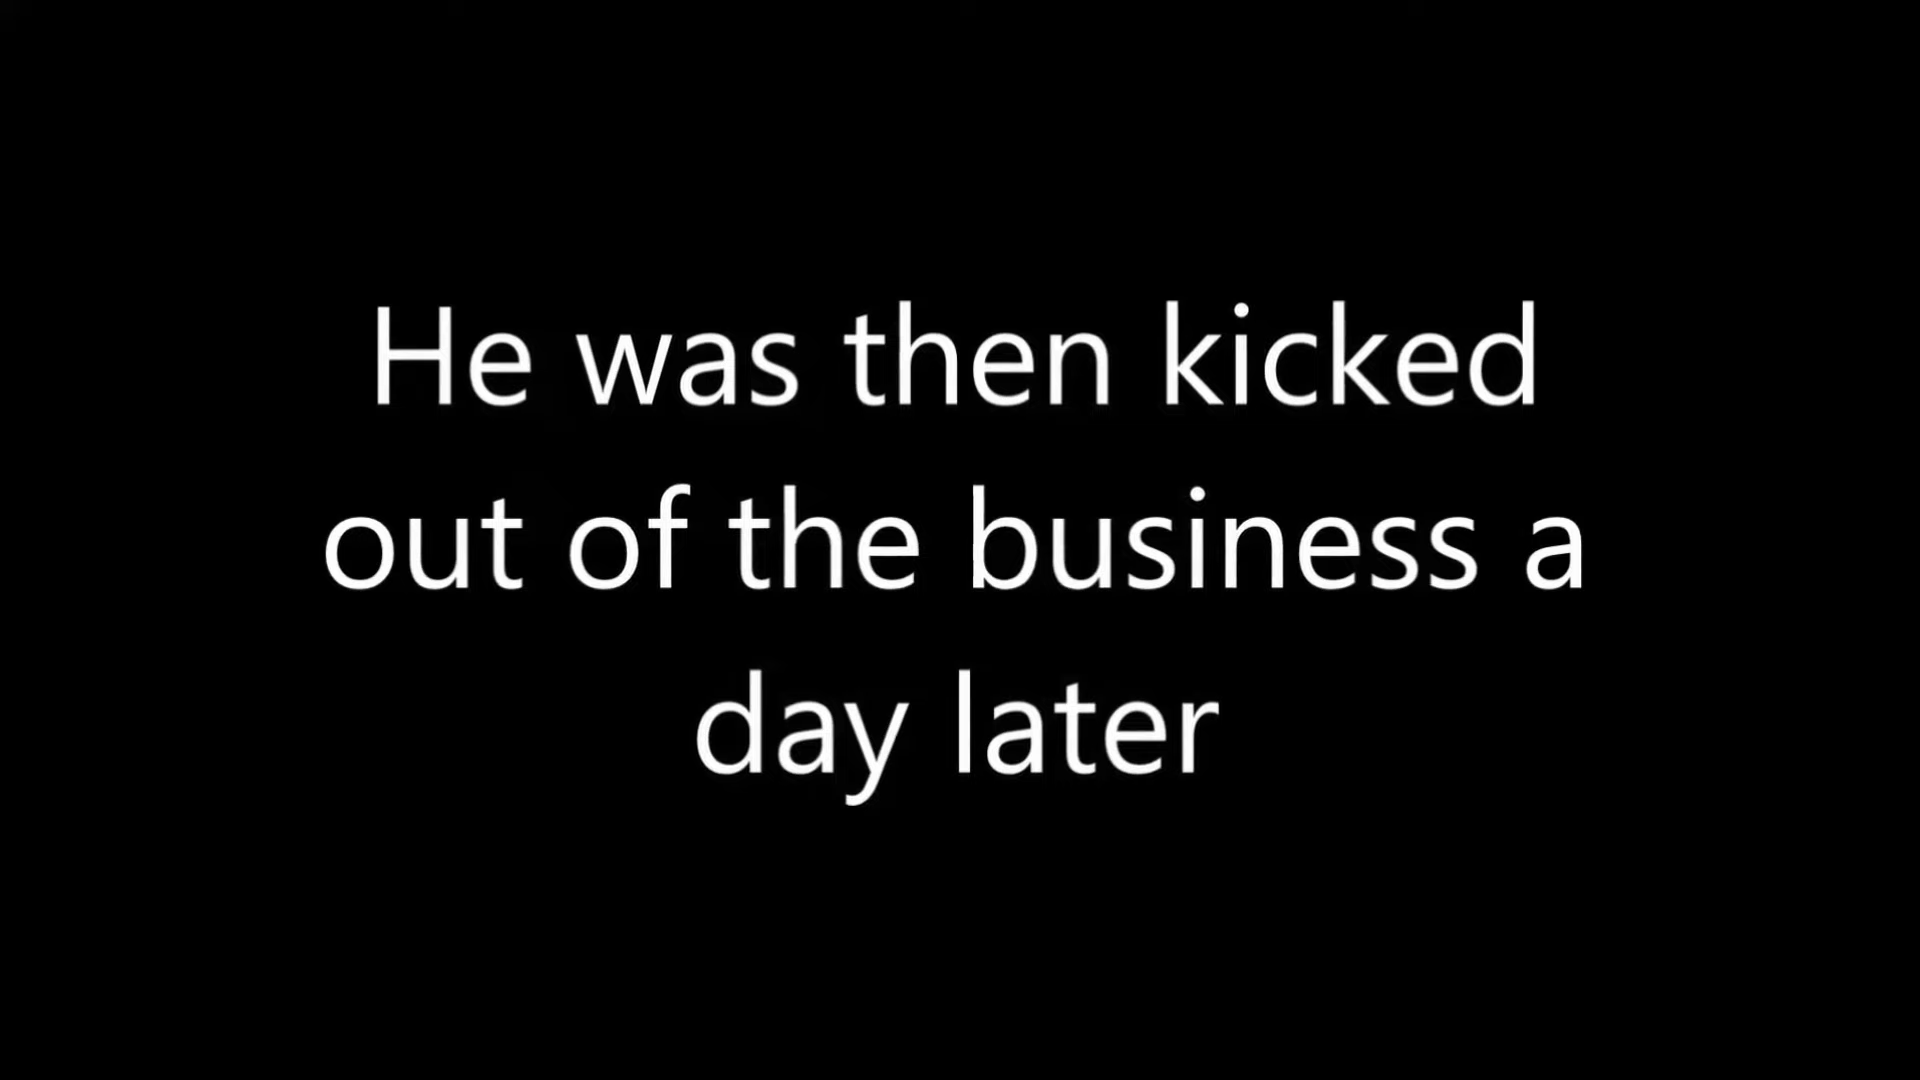 He was then kicked
out of the business a
day later